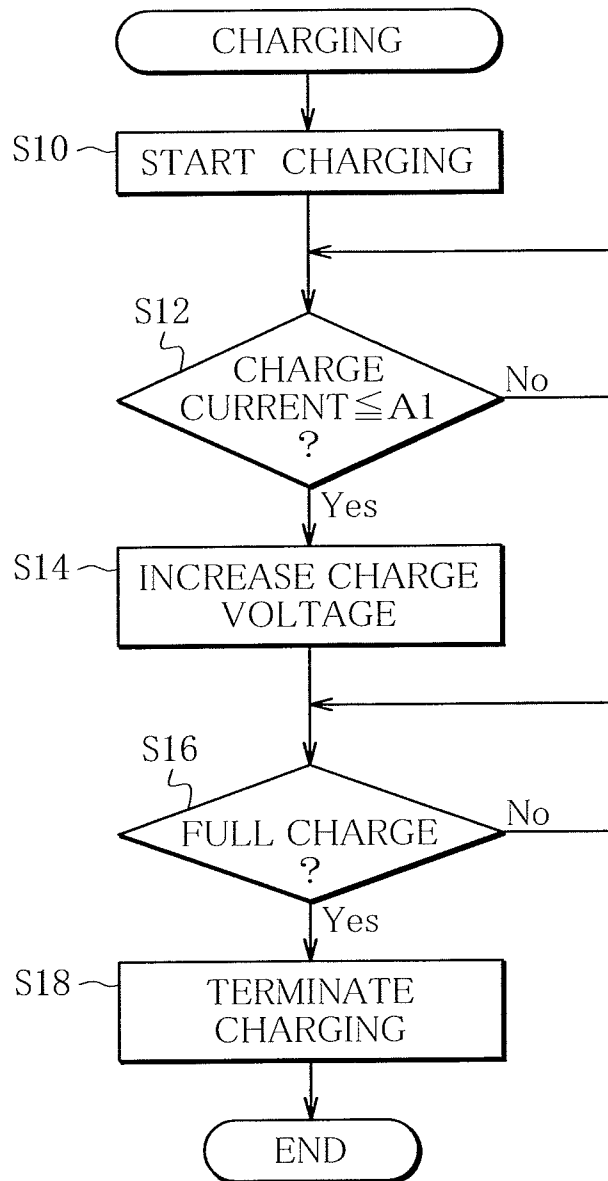 CHARGING
S10
START CHARGING
S12
CHARGE
CURRENT≦A1
?
No
Yes
S14
INCREASE CHARGE
VOLTAGE
S16
FULL CHARGE
?
No
Yes
S18
TERMINATE
CHARGING
END